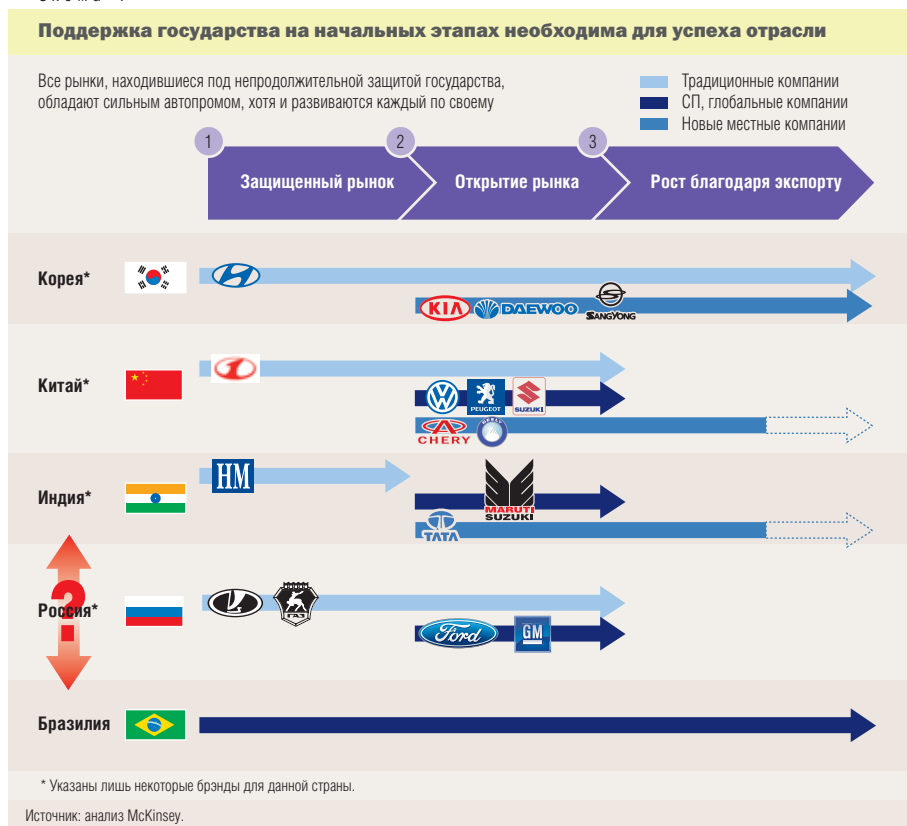 Поддержка государства на начальных этапах необходима для успеха отрасли
Все рынки, находившиеся под непродолжительной защитой государства,
обладают сильным автопромом, хотя и развиваются каждый по своему
Традиционные компании
СП, глобальные компании
Новые местные компании
1
2
3
Защищенный рынок
Открытие рынка
Рост благодаря экспорту
Корея*
KIA
DAEWOO
SSANGYONG
Китай*
VW
PEUGEOT
SUZUKI
CHERY
GEELY
Индия*
HM
MARUTI
SUZUKI
TATA
?
Россия*
ГАЗ
Ford
GM
Бразилия
* Указаны лишь некоторые брэнды для данной страны.
Источник: анализ McKinsey.